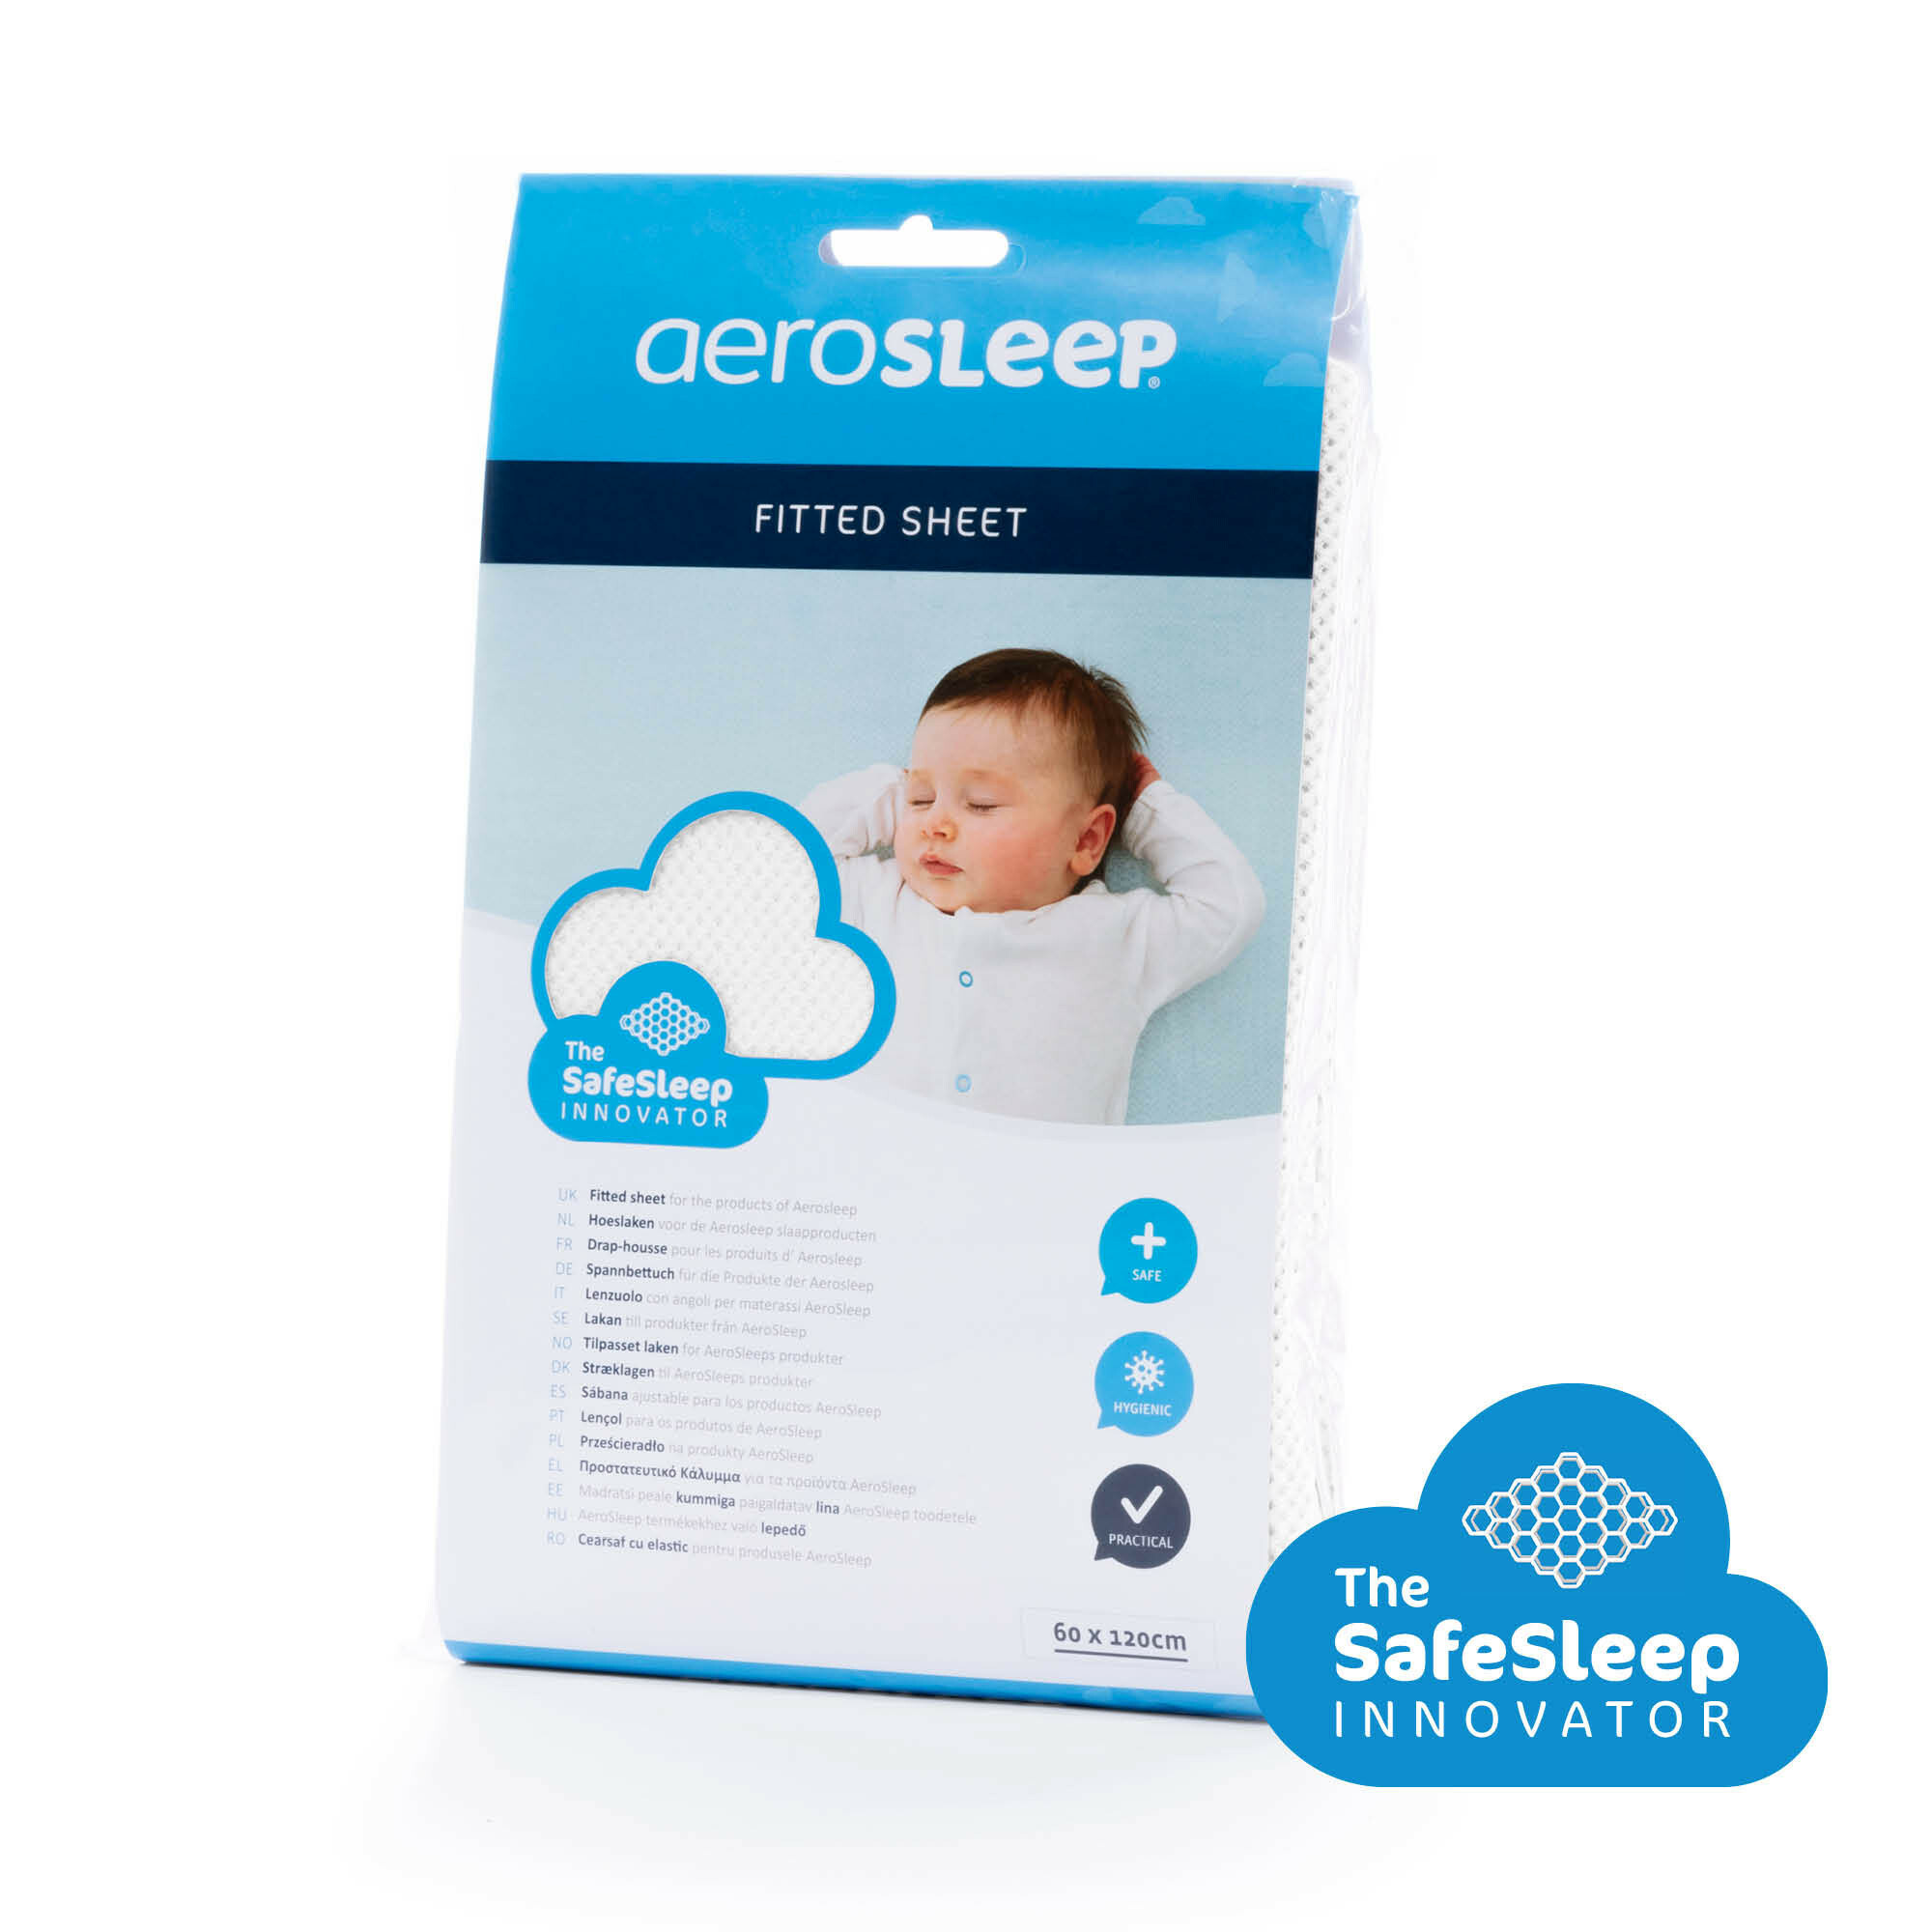 aerosleep®
FITTED SHEET
The
SafeSleep
INNOVATOR
UK Fitted sheet for the products of Aerosleep
NL Hoeslaken voor de Aerosleep slaapproducten
FR Drap-housse pour les produits d' Aerosleep
DE Spannbettuch für die Produkte der Aerosleep
IT Lenzuolo con angoli per materassi AeroSleep
SE Lakan till produkter från AeroSleep
NO Tilpasset laken for AeroSleeps produkter
DK Stræklagen til AeroSleeps produkter
ES Sábana ajustable para los productos AeroSleep
PT Lençol para os produtos de AeroSleep
PL Prześcieradło na produkty AeroSleep
EL Προστατευτικό Κάλυμμα για τα προϊόντα AeroSleep
EE Madratsi peale kummiga paigaldatav lina AeroSleep toodetele
HU AeroSleep termékekhez való lepedő
RO Cearsaf cu elastic pentru produsele AeroSleep
SAFE
HYGIENIC
PRACTICAL
60 x 120cm
The
SafeSleep
INNOVATOR